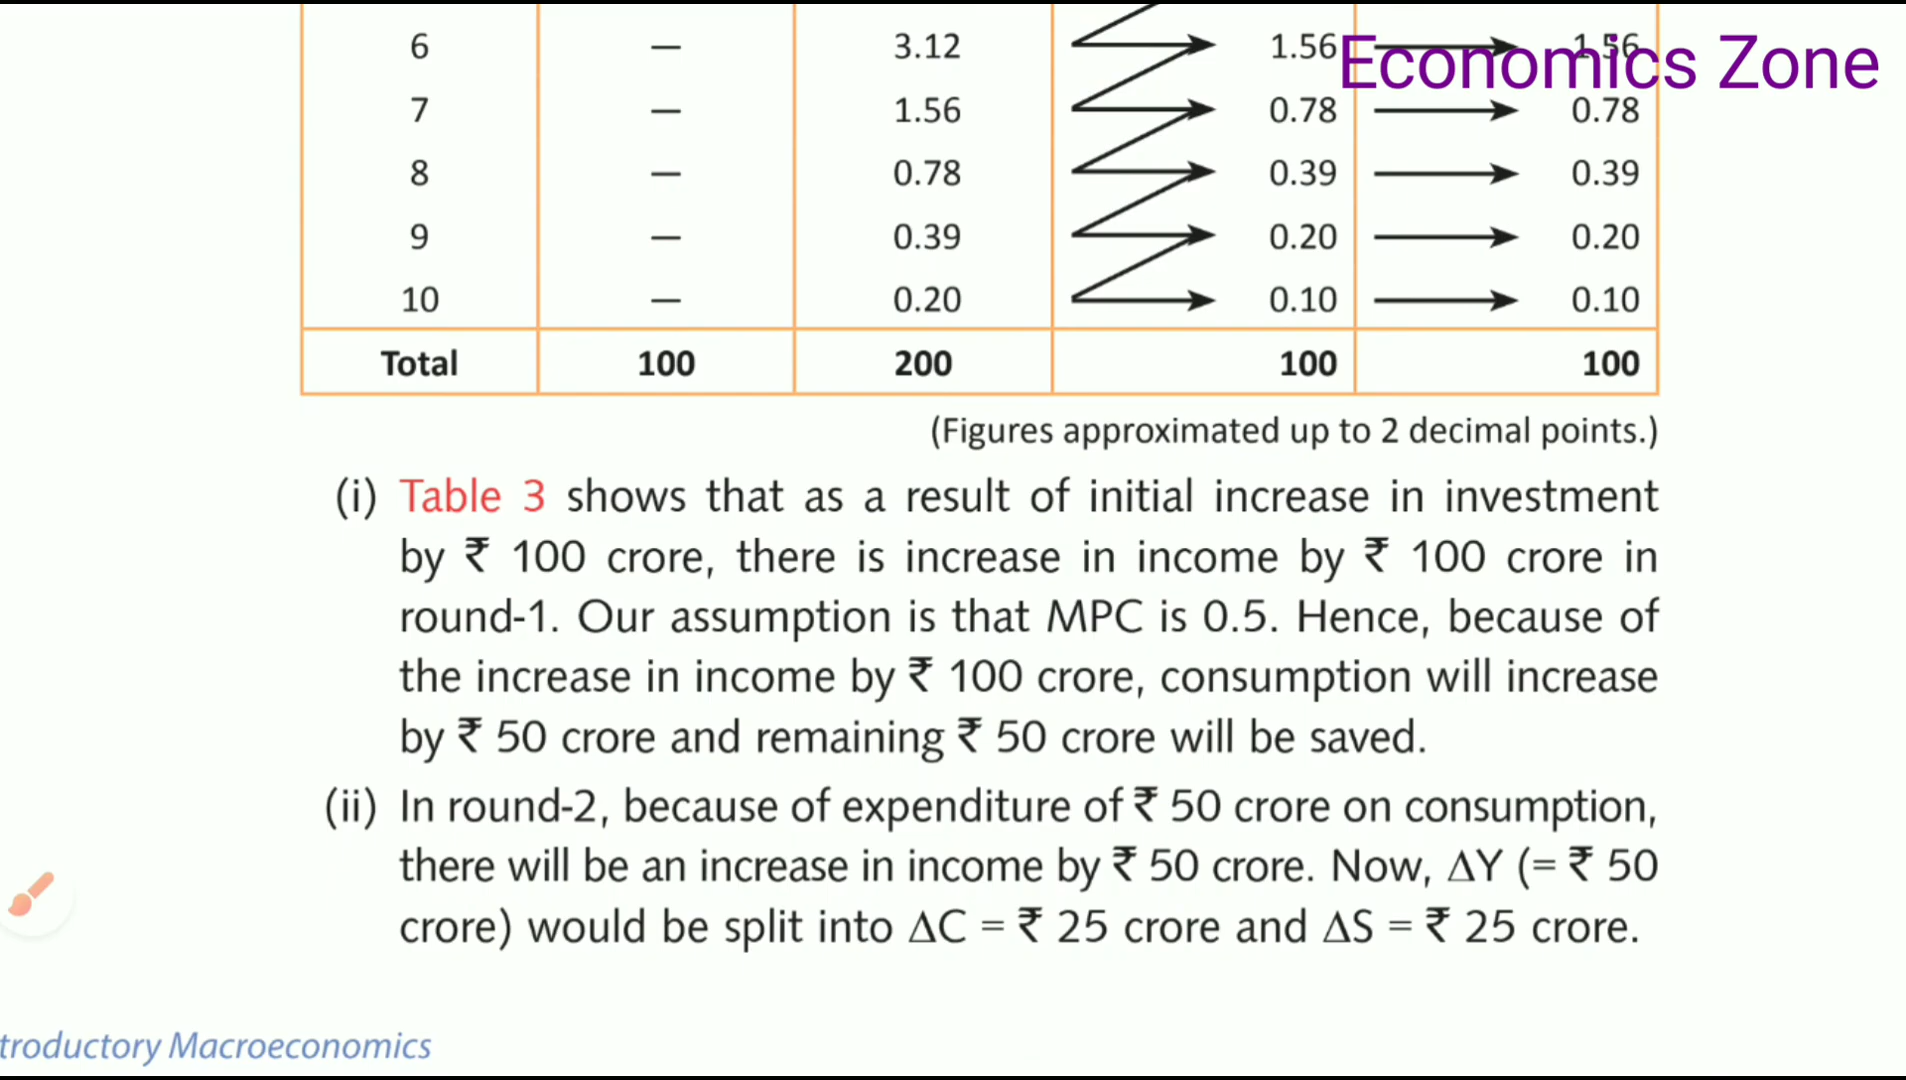 6 — 3.12 1.56 1.56
Economics Zone
7 — 1.56 0.78 0.78
8 — 0.78 0.39 0.39
9 — 0.39 0.20 0.20
10 — 0.20 0.10 0.10
Total 100 200 100 100
(Figures approximated up to 2 decimal points.)
(i) Table 3 shows that as a result of initial increase in investment
by ₹ 100 crore, there is increase in income by ₹ 100 crore in
round-1. Our assumption is that MPC is 0.5. Hence, because of
the increase in income by ₹ 100 crore, consumption will increase
by ₹ 50 crore and remaining ₹ 50 crore will be saved.
(ii) In round-2, because of expenditure of ₹ 50 crore on consumption,
there will be an increase in income by ₹ 50 crore. Now, ΔY (= ₹ 50
crore) would be split into ΔC = ₹ 25 crore and ΔS = ₹ 25 crore.
troductory Macroeconomics